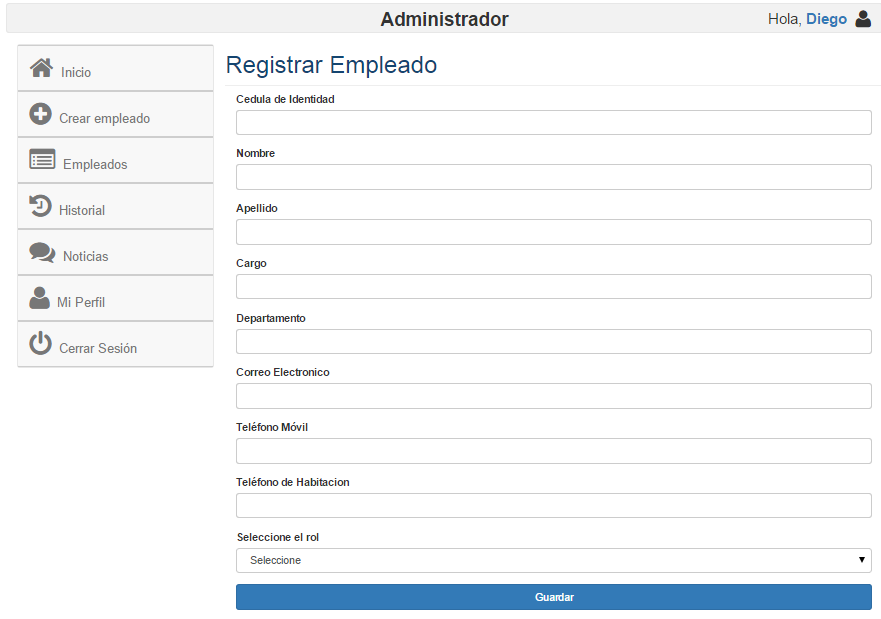 Administrador
Hola, Diego
Inicio
Crear empleado
Empleados
Historial
Noticias
Mi Perfil
Cerrar Sesión
Registrar Empleado
Cedula de Identidad
Nombre
Apellido
Cargo
Departamento
Correo Electronico
Teléfono Móvil
Teléfono de Habitacion
Seleccione el rol
Seleccione
Guardar